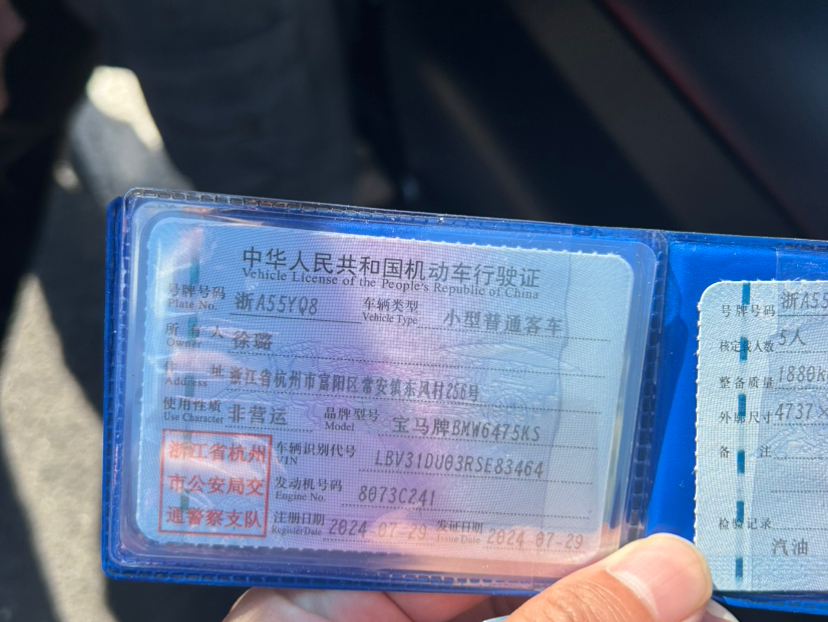 中华人民共和国机动车行驶证
Vehicle License of the People's Republic of China
号牌号码 浙A55YQ8 车辆类型 小型普通客车
Plate No. Vehicle Type
所有人 徐璐
Owner
住址 浙江省杭州市富阳区常安镇东风村256号
Address
使用性质 非营运 品牌型号 宝马牌BMW6475KS
Use Character Model
浙江省杭州
市公安局交
通警察支队
车辆识别代号 LBV31DU03RSE83464
VIN
发动机号码 8073C241
Engine No.
注册日期 2024-07-29 发证日期 2024-07-29
Register Date Issue Date
号牌号码 浙A55
核定载人数 5人
整备质量 1880k
外廓尺寸 4737×
备注
检验记录
汽油